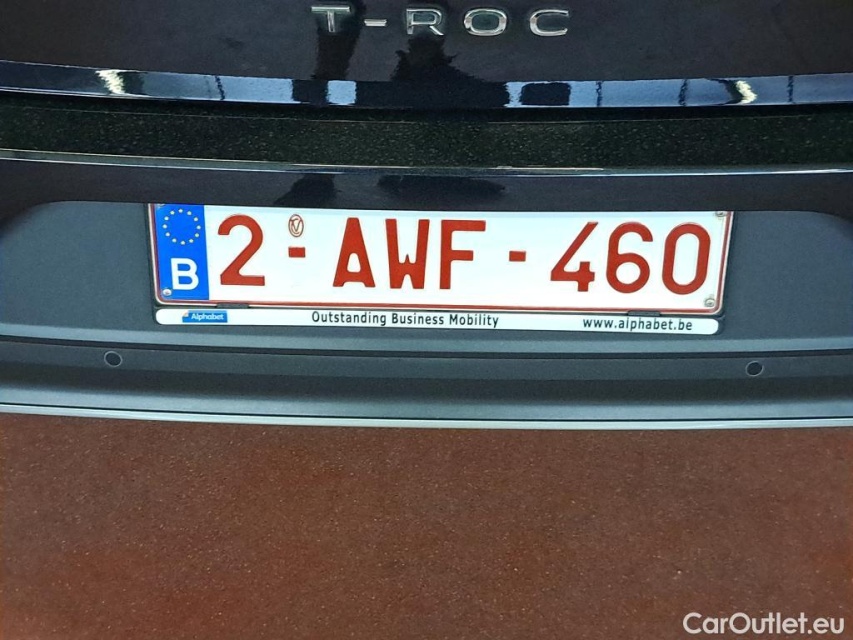 T-ROC
B 2-AWF-460
Alphabet Outstanding Business Mobility www.alphabet.be
CarOutlet.eu